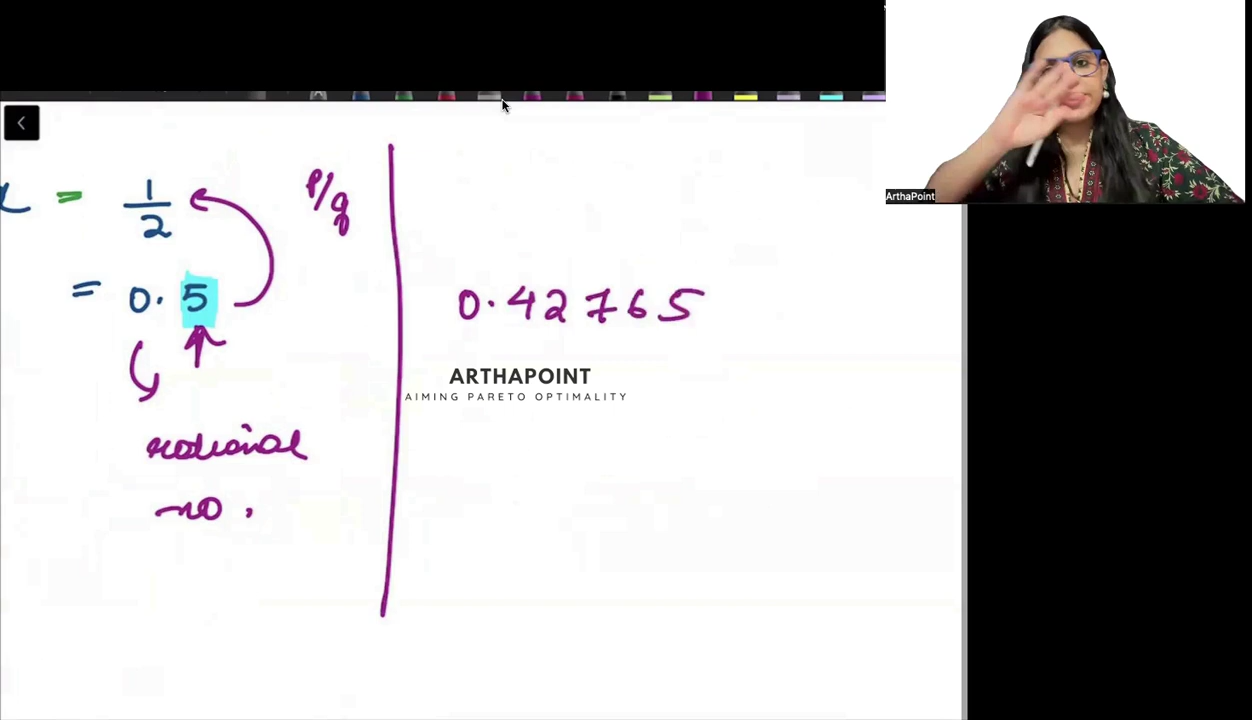 x = 1/2
p/q
= 0.5
rational
no.
0.42765
ARTHAPOINT
AIMING PARETO OPTIMALITY
ArthaPoint